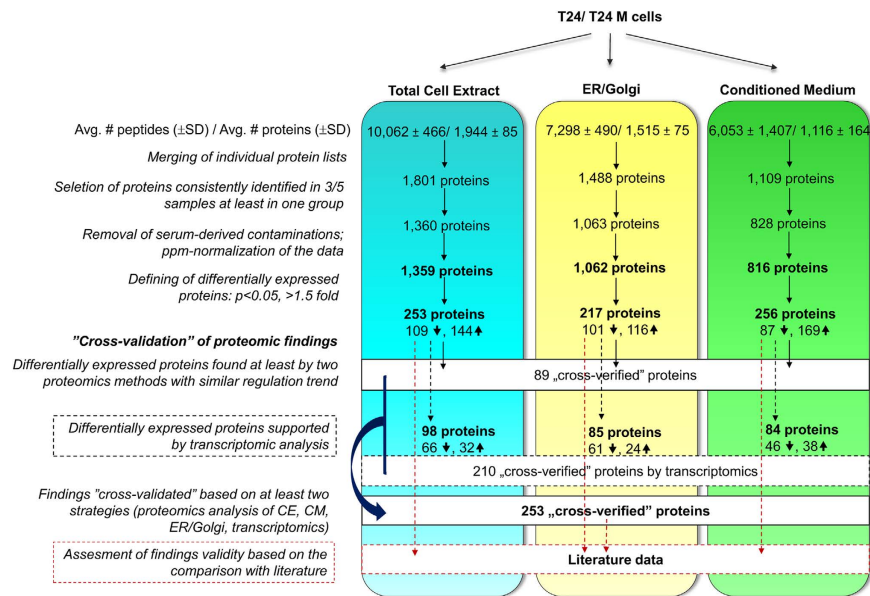 T24/ T24 M cells
Total Cell Extract
ER/Golgi
Conditioned Medium
Avg. # peptides (±SD) / Avg. # proteins (±SD)
10,062 ± 466/ 1,944 ± 85
7,298 ± 490/ 1,515 ± 75
6,053 ± 1,407/ 1,116 ± 164
Merging of individual protein lists
1,801 proteins
1,488 proteins
1,109 proteins
Seletion of proteins consistently identified in 3/5
samples at least in one group
1,360 proteins
1,063 proteins
828 proteins
Removal of serum-derived contaminations;
ppm-normalization of the data
1,359 proteins
1,062 proteins
816 proteins
Defining of differentially expressed
proteins: p<0.05, >1.5 fold
253 proteins
109 ↓, 144↑
217 proteins
101 ↓, 116↑
256 proteins
87 ↓, 169↑
"Cross-validation" of proteomic findings
Differentially expressed proteins found at least by two
proteomics methods with similar regulation trend
89 „cross-verified" proteins
Differentially expressed proteins supported
by transcriptomic analysis
98 proteins
66 ↓, 32↑
85 proteins
61 ↓, 24↑
84 proteins
46 ↓, 38↑
210 „cross-verified" proteins by transcriptomics
Findings "cross-validated" based on at least two
strategies (proteomics analysis of CE, CM,
ER/Golgi, transcriptomics)
253 „cross-verified" proteins
Assesment of findings validity based on the
comparison with literature
Literature data